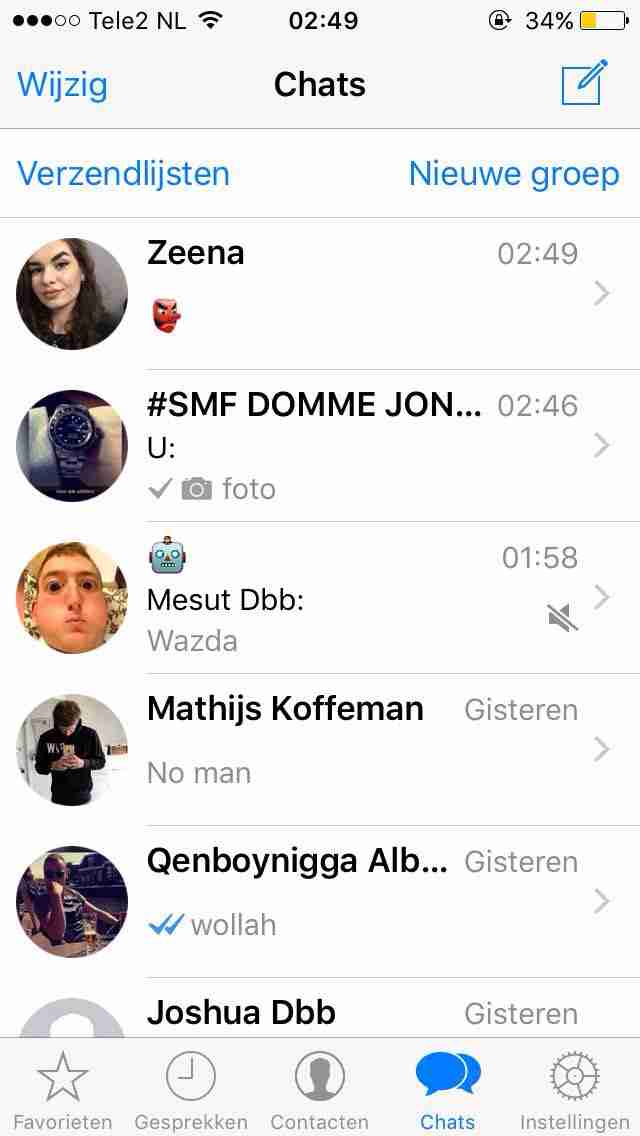 Tele2 NL 02:49 34%
Wijzig Chats
Verzendlijsten Nieuwe groep
Zeena 02:49
#SMF DOMME JON... 02:46
U:
foto
01:58
Mesut Dbb:
Wazda
Mathijs Koffeman Gisteren
No man
Qenboynigga Alb... Gisteren
wollah
Joshua Dbb Gisteren
Favorieten Gesprekken Contacten Chats Instellingen